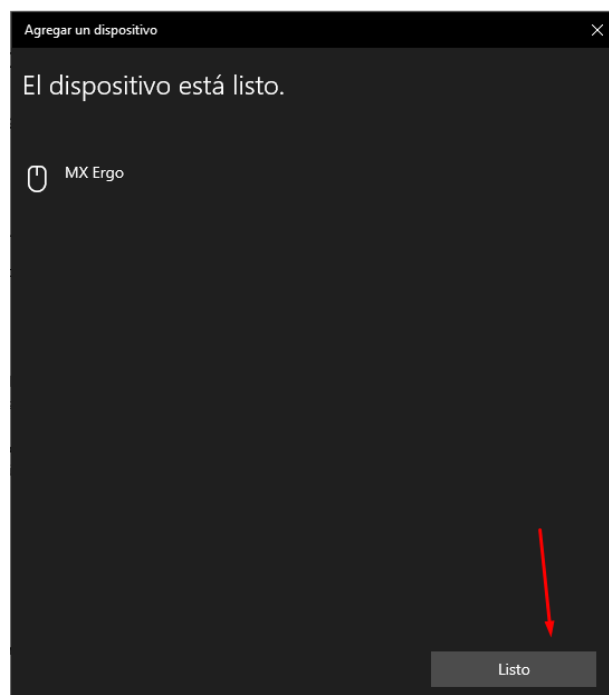 Agregar un dispositivo
El dispositivo está listo.
MX Ergo
Listo